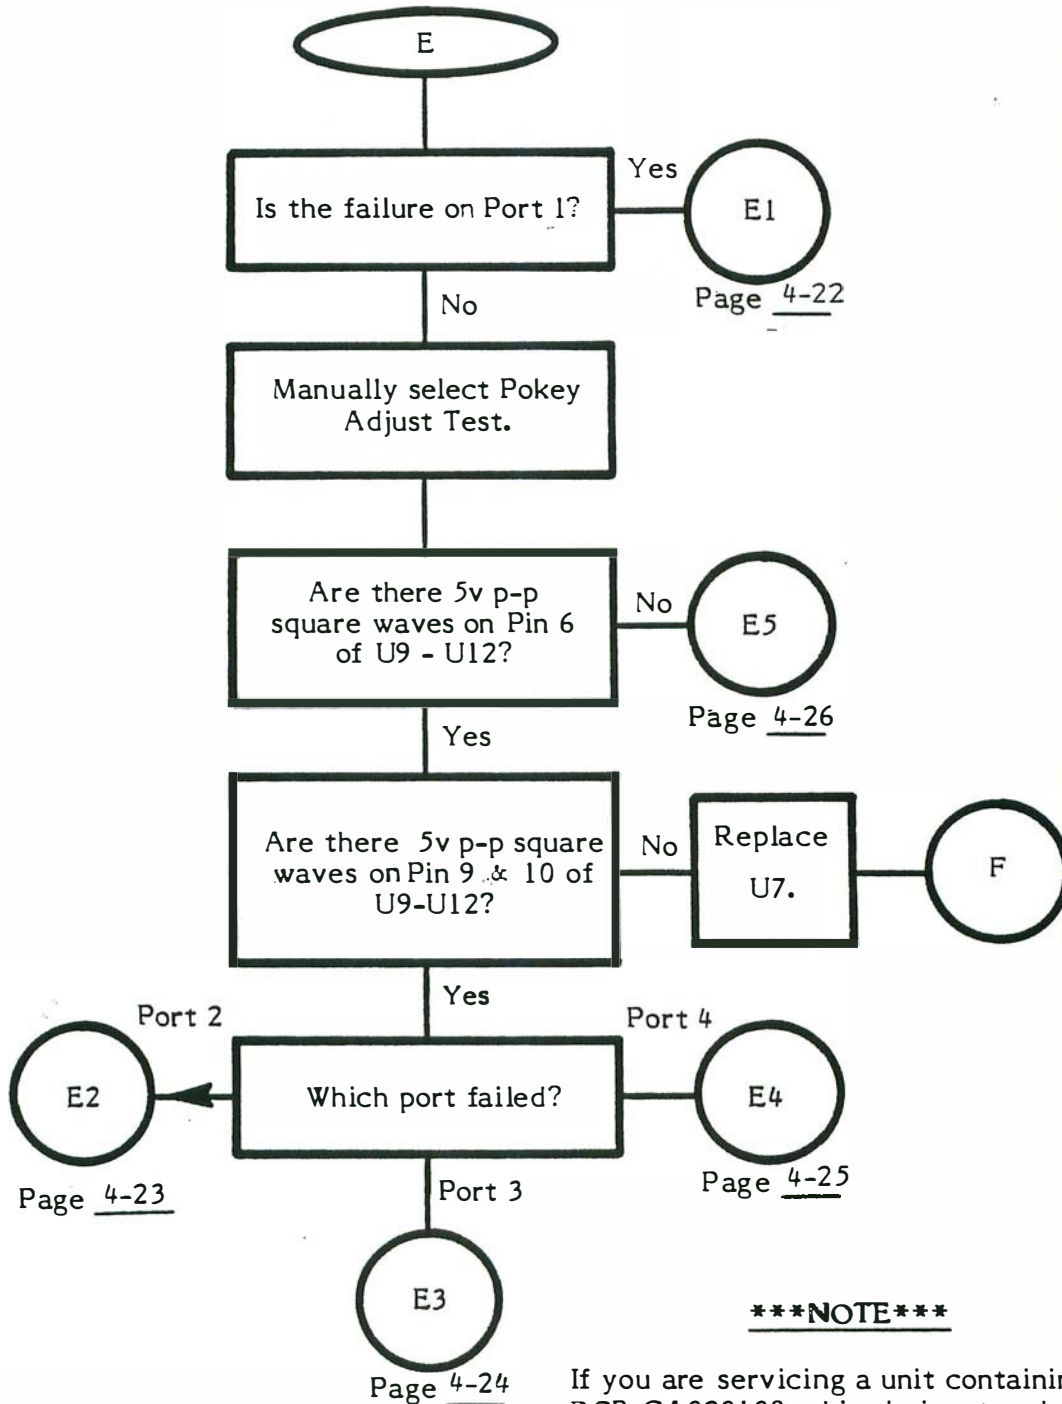 E
Is the failure on Port 1?
Yes
E1
Page 4-22
No
Manually select Pokey
Adjust Test.
Are there 5v p-p
square waves on Pin 6
of U9 - U12?
No
E5
Page 4-26
Yes
Are there 5v p-p square
waves on Pin 9 & 10 of
U9-U12?
No
Replace
U7.
F
Yes
Port 2
Port 4
E2
Which port failed?
E4
Page 4-23
Port 3
Page 4-25
E3
Page 4-24
***NOTE***
If you are servicing a unit containing